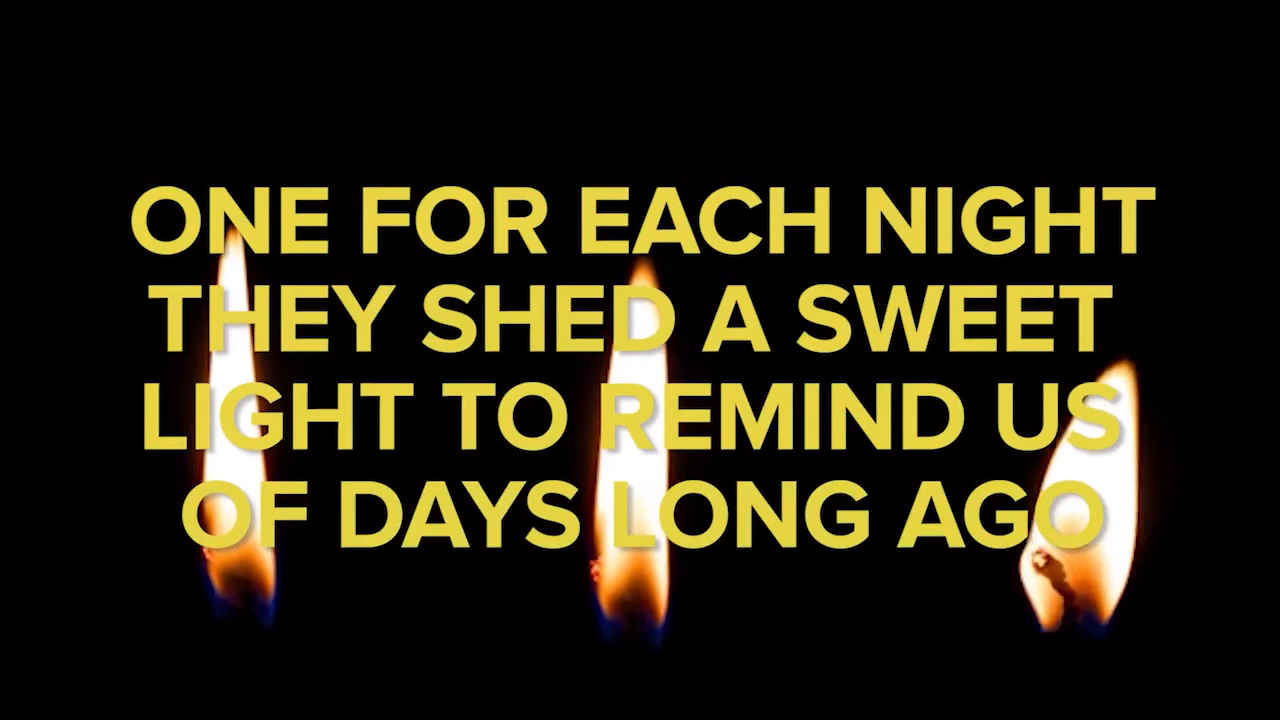 ONE FOR EACH NIGHT
THEY SHED A SWEET
LIGHT TO REMIND US
OF DAYS LONG AGO